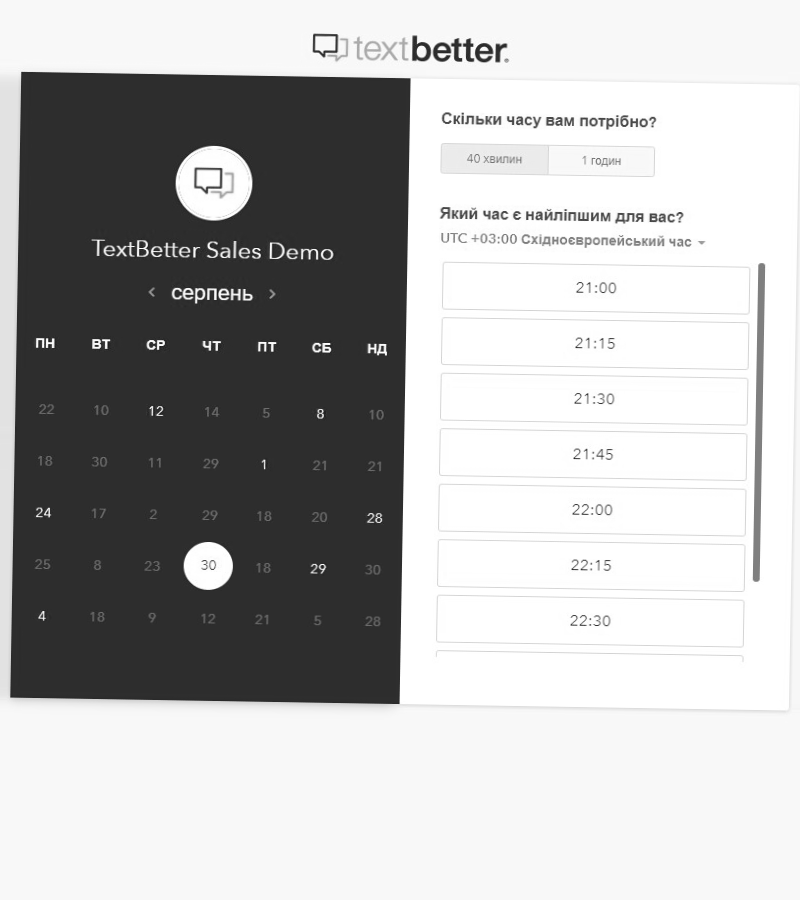 textbetter.
TextBetter Sales Demo
серпень
ПН ВТ СР ЧТ ПТ СБ НД
22 10 12 14 5 8 10
18 30 11 29 1 21 21
24 17 2 29 18 20 28
25 8 23 30 18 29 30
4 18 9 12 21 5 28
Скільки часу вам потрібно?
40 хвилин 1 годин
Який час є найліпшим для вас?
UTC +03:00 Східноєвропейський час
21:00
21:15
21:30
21:45
22:00
22:15
22:30